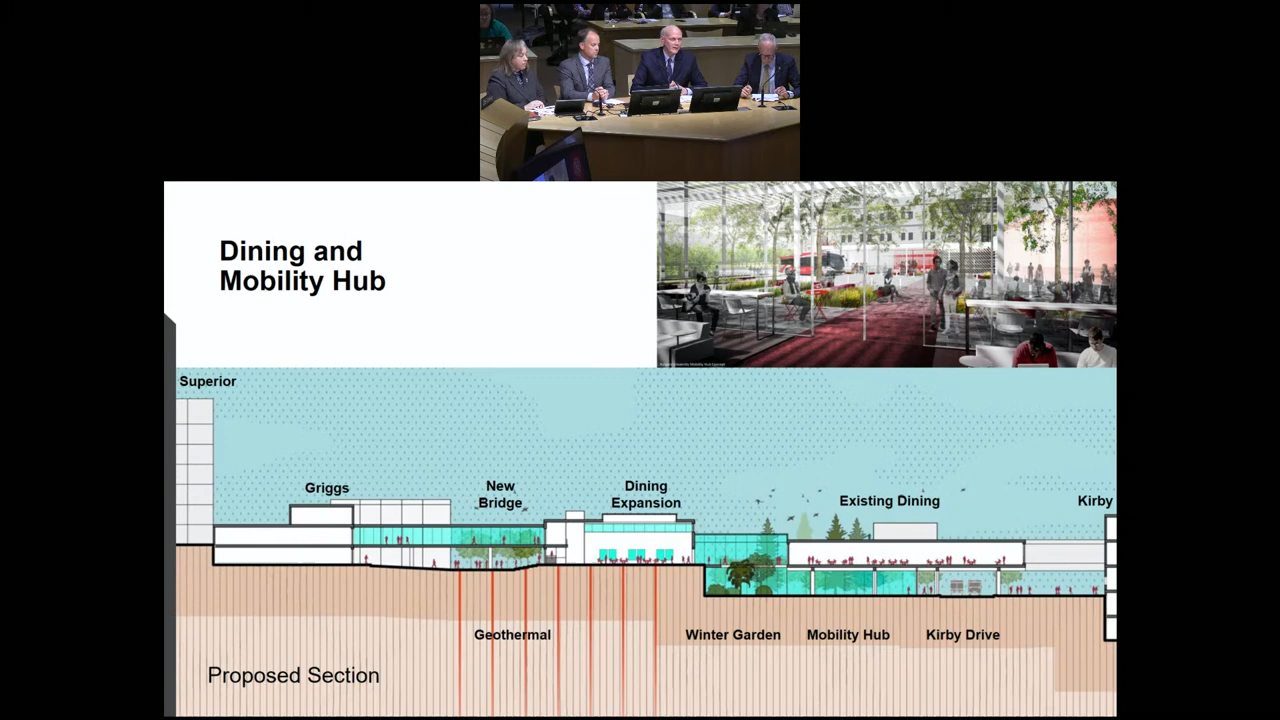 Dining and
Mobility Hub
Superior
Griggs
New
Bridge
Dining
Expansion
Existing Dining
Kirby
Geothermal
Winter Garden
Mobility Hub
Kirby Drive
Proposed Section